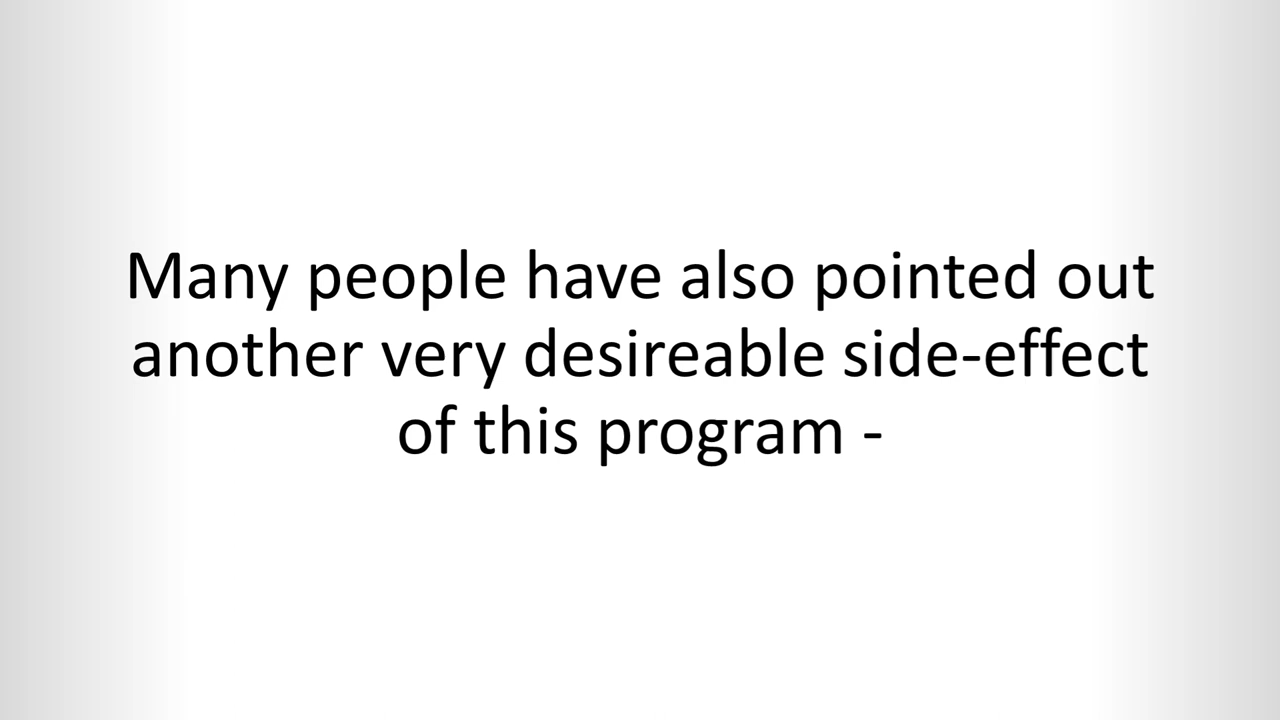 Many people have also pointed out
another very desireable side-effect
of this program -